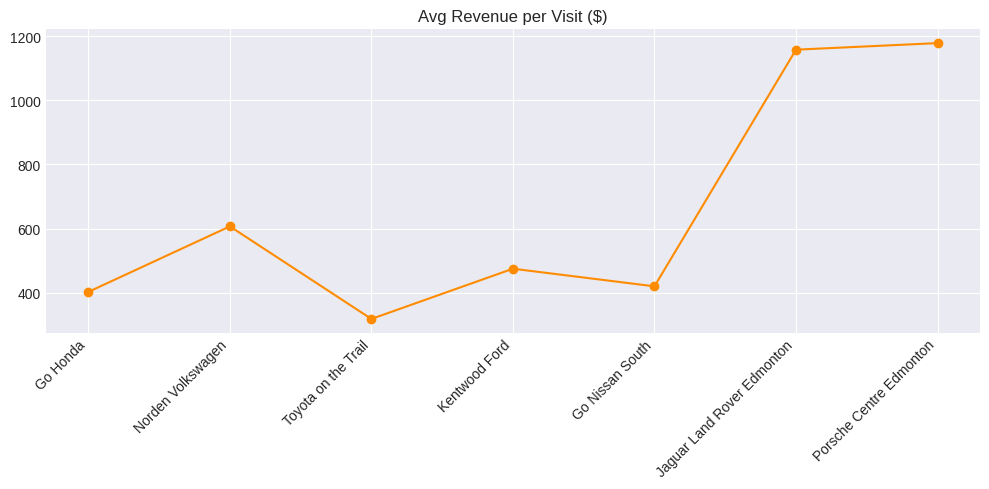 Avg Revenue per Visit ($)
1200
1000
800
600
400
Go Honda
Norden Volkswagen
Toyota on the Trail
Kentwood Ford
Go Nissan South
Jaguar Land Rover Edmonton
Porsche Centre Edmonton